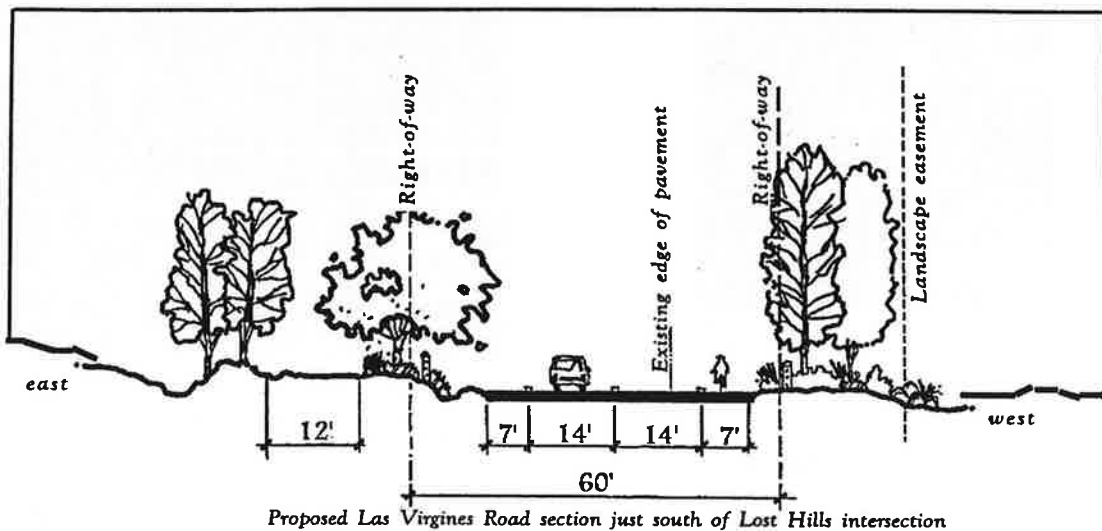 Right-of-way
Existing edge of pavement
Right-of-way
Landscape easement
east
west
12'
7' 14' 14' 7'
60'
Proposed Las Virgines Road section just south of Lost Hills intersection